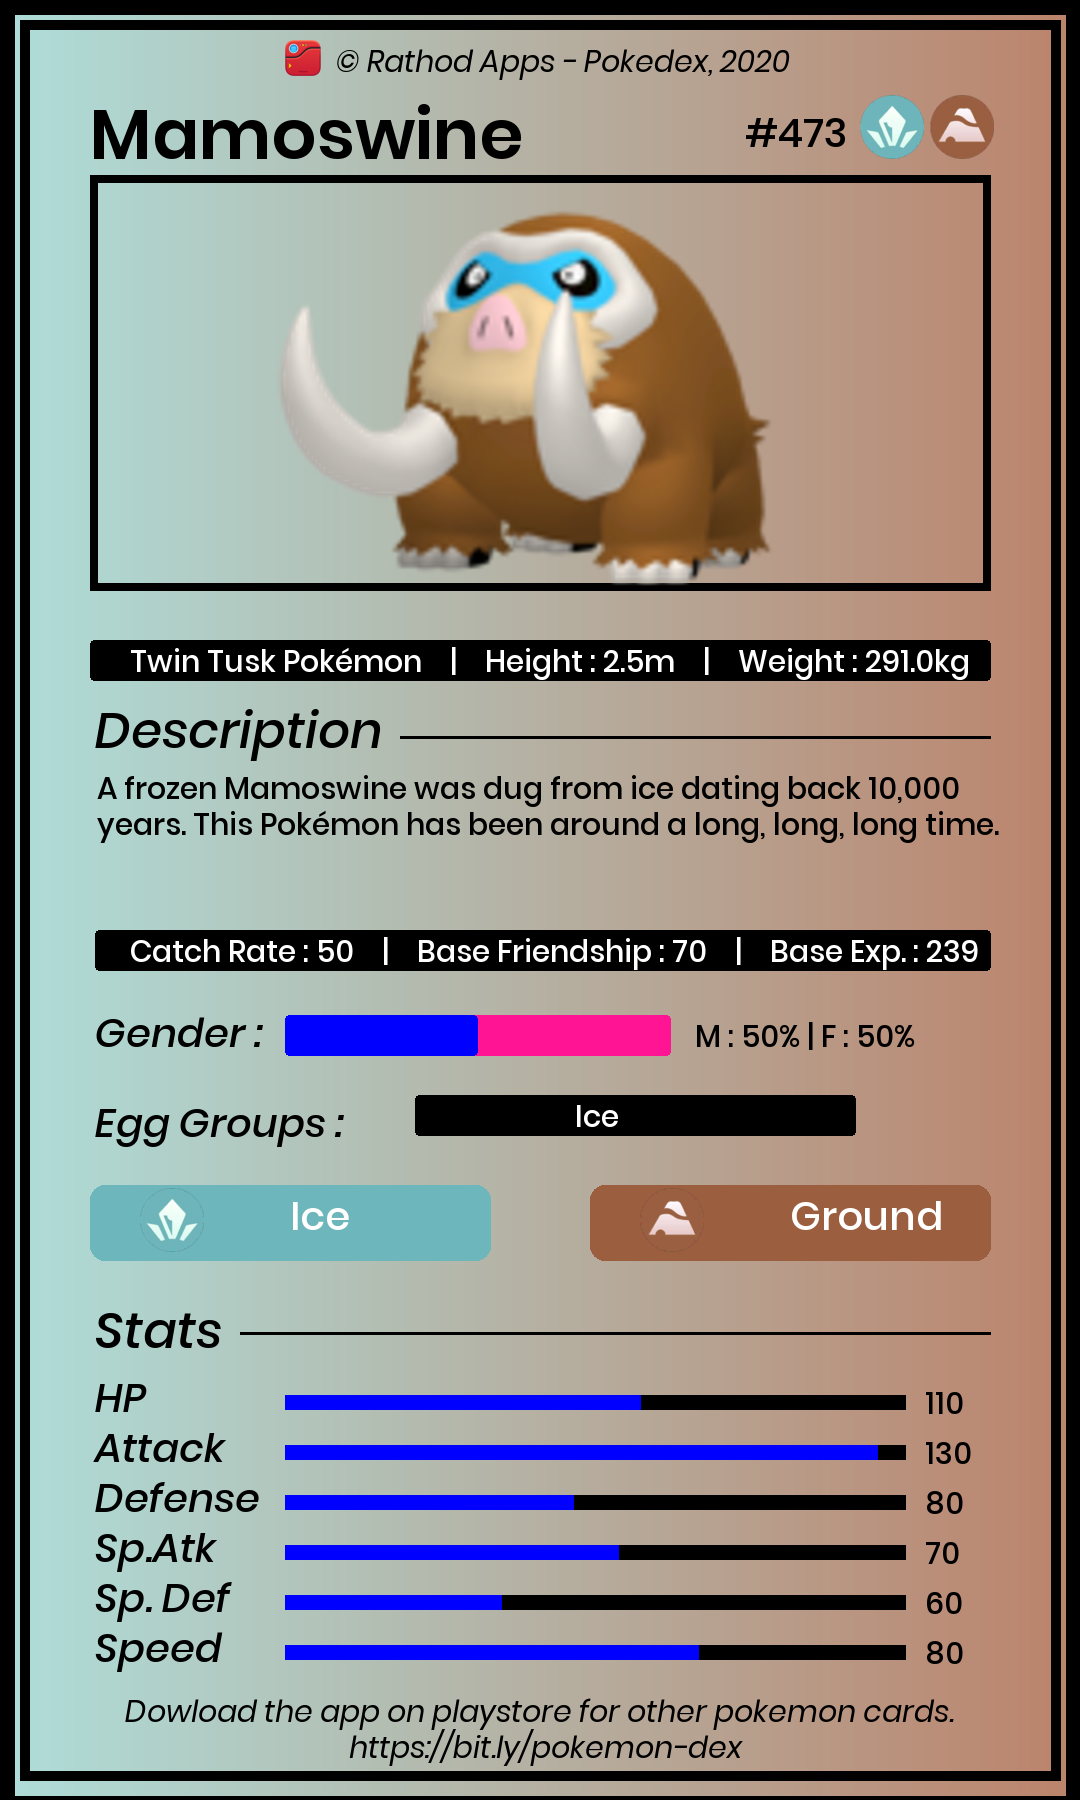 © Rathod Apps - Pokedex, 2020
Mamoswine #473
Twin Tusk Pokémon | Height : 2.5m | Weight : 291.0kg
Description
A frozen Mamoswine was dug from ice dating back 10,000
years. This Pokémon has been around a long, long, long time.
Catch Rate : 50 | Base Friendship : 70 | Base Exp. : 239
Gender : M : 50% | F : 50%
Egg Groups : Ice
Ice Ground
Stats
HP 110
Attack 130
Defense 80
Sp.Atk 70
Sp. Def 60
Speed 80
Dowload the app on playstore for other pokemon cards.
https://bit.ly/pokemon-dex